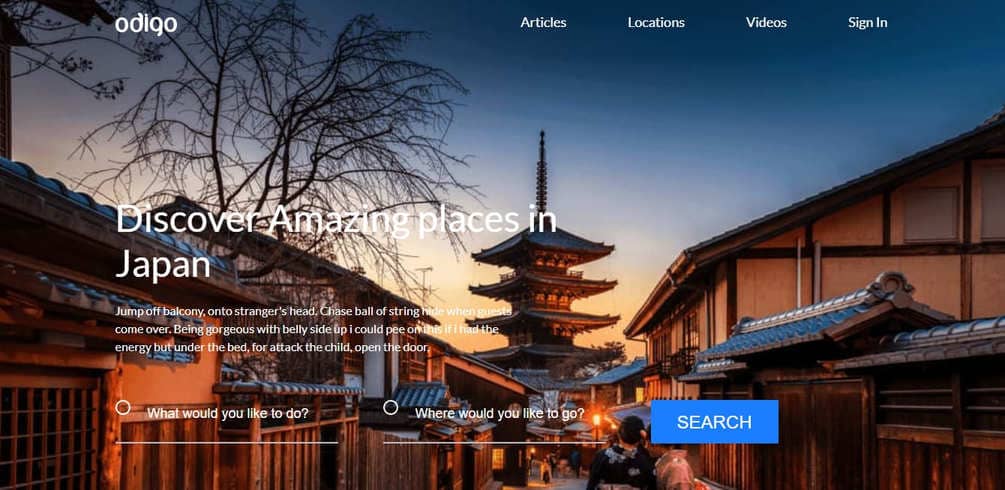 odigo
Articles
Locations
Videos
Sign In
Discover Amazing places in
Japan
Jump off balcony, onto stranger's head. Chase ball of string hide when guests
come over. Being gorgeous with belly side up i could pee on this if i had the
energy but under the bed, for attack the child, open the door,
What would you like to do?
Where would you like to go?
SEARCH